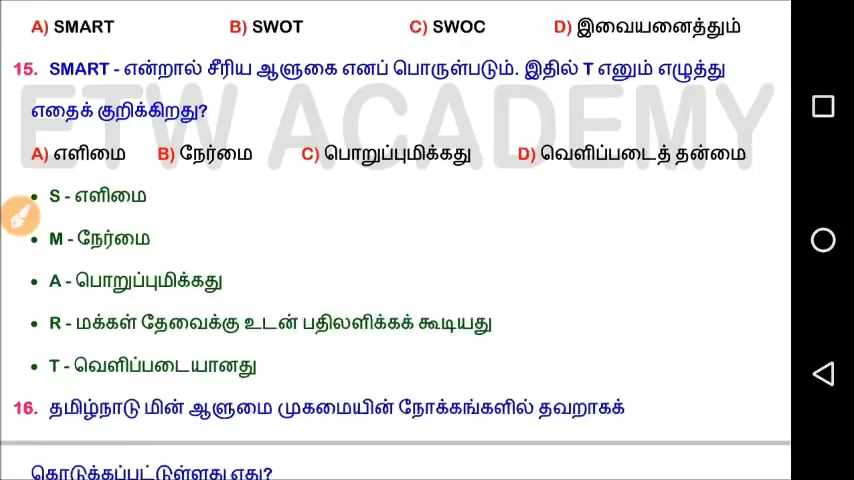 A) SMART B) SWOT C) SWOC D) இவையனைத்தும்
15. SMART - என்றால் சீரிய ஆளுகை எனப் பொருள்படும். இதில் T எனும் எழுத்து
எதைக் குறிக்கிறது?
ETW ACADEMY
A) எளிமை B) நேர்மை C) பொறுப்புமிக்கது D) வெளிப்படைத் தன்மை
• S - எளிமை
• M - நேர்மை
• A - பொறுப்புமிக்கது
• R - மக்கள் தேவைக்கு உடன் பதிலளிக்கக் கூடியது
• T - வெளிப்படையானது
16. தமிழ்நாடு மின் ஆளுமை முகமையின் நோக்கங்களில் தவறாகக்
கொடுக்கப்பட்டுள்ளது எது?